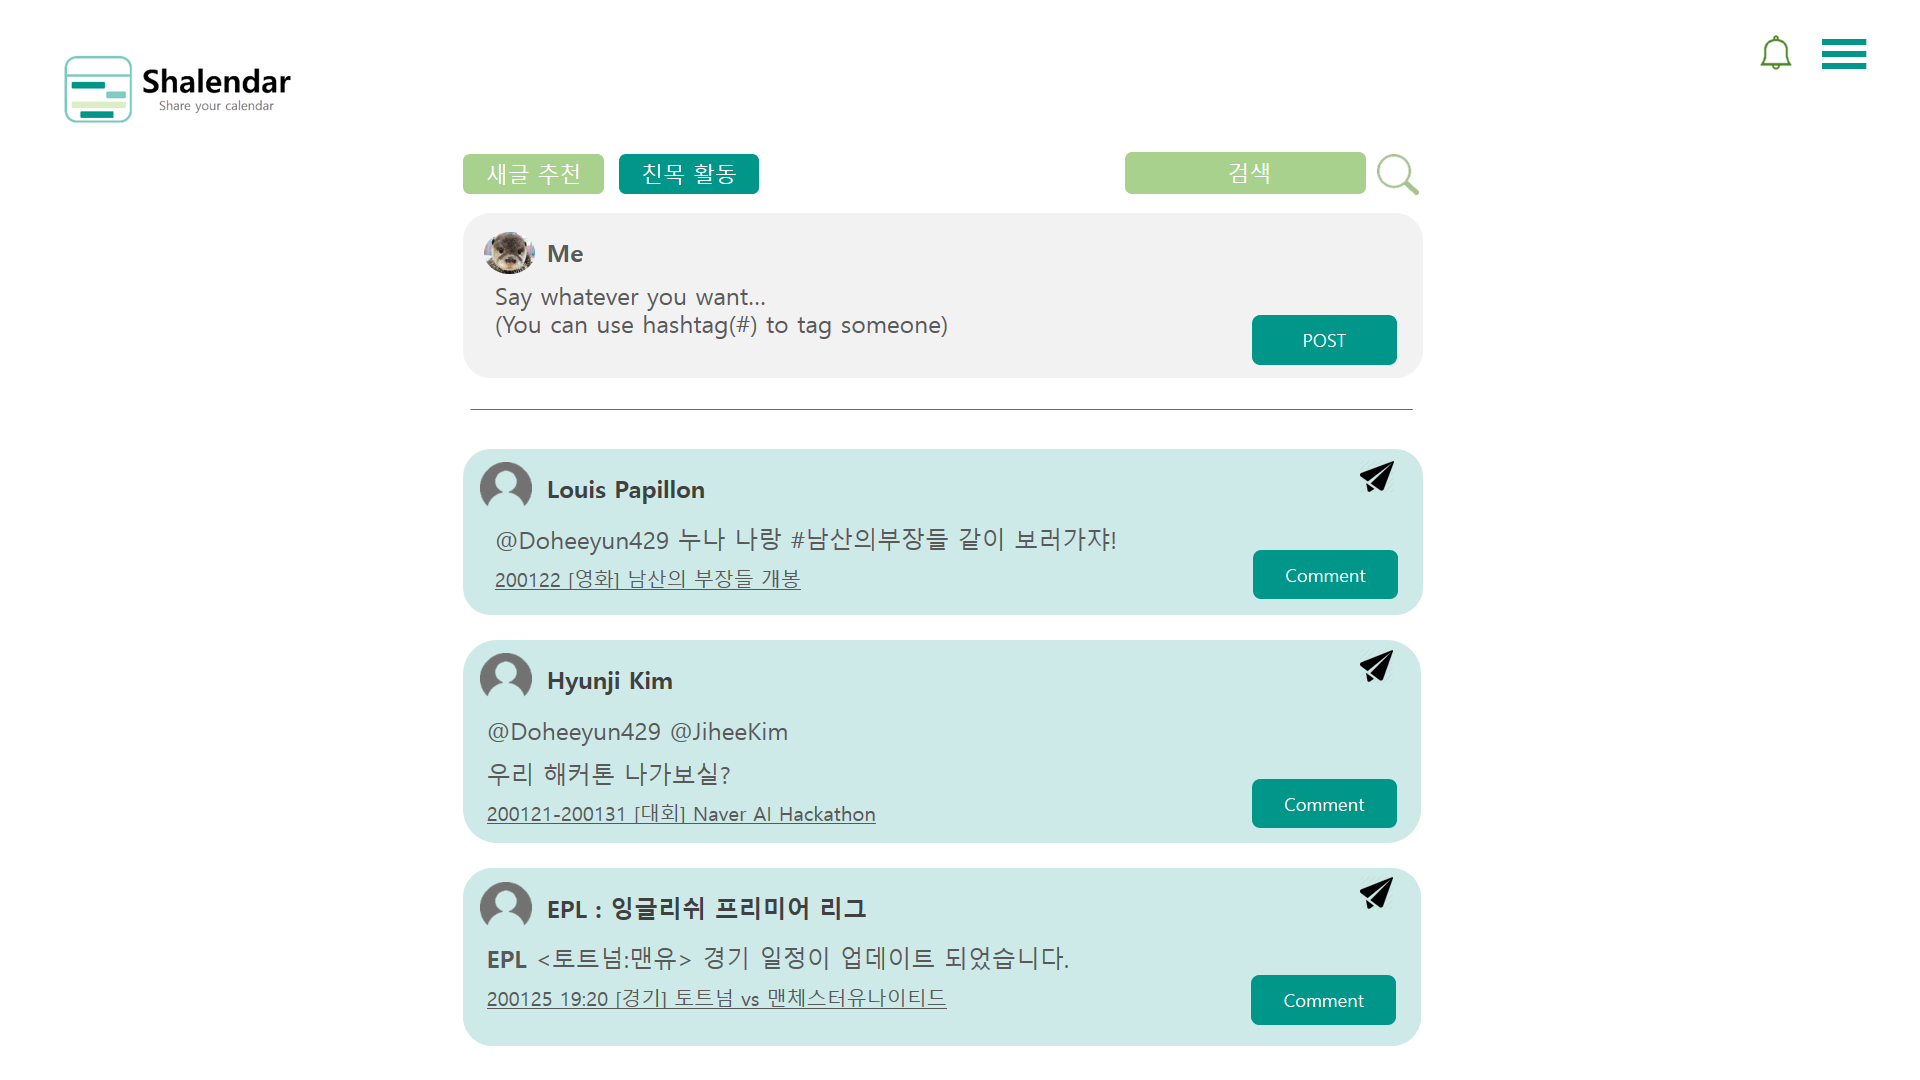 Shalendar
Share your calendar
새글 추천
친목 활동
검색
Me
Say whatever you want...
(You can use hashtag(#) to tag someone)
POST
Louis Papillon
@Doheeyun429 누나 나랑 #남산의부장들 같이 보러가쟈!
200122 [영화] 남산의 부장들 개봉
Comment
Hyunji Kim
@Doheeyun429 @JiheeKim
우리 해커톤 나가보실?
200121-200131 [대회] Naver AI Hackathon
Comment
EPL : 잉글리쉬 프리미어 리그
EPL <토트넘:맨유> 경기 일정이 업데이트 되었습니다.
200125 19:20 [경기] 토트넘 vs 맨체스터유나이티드
Comment